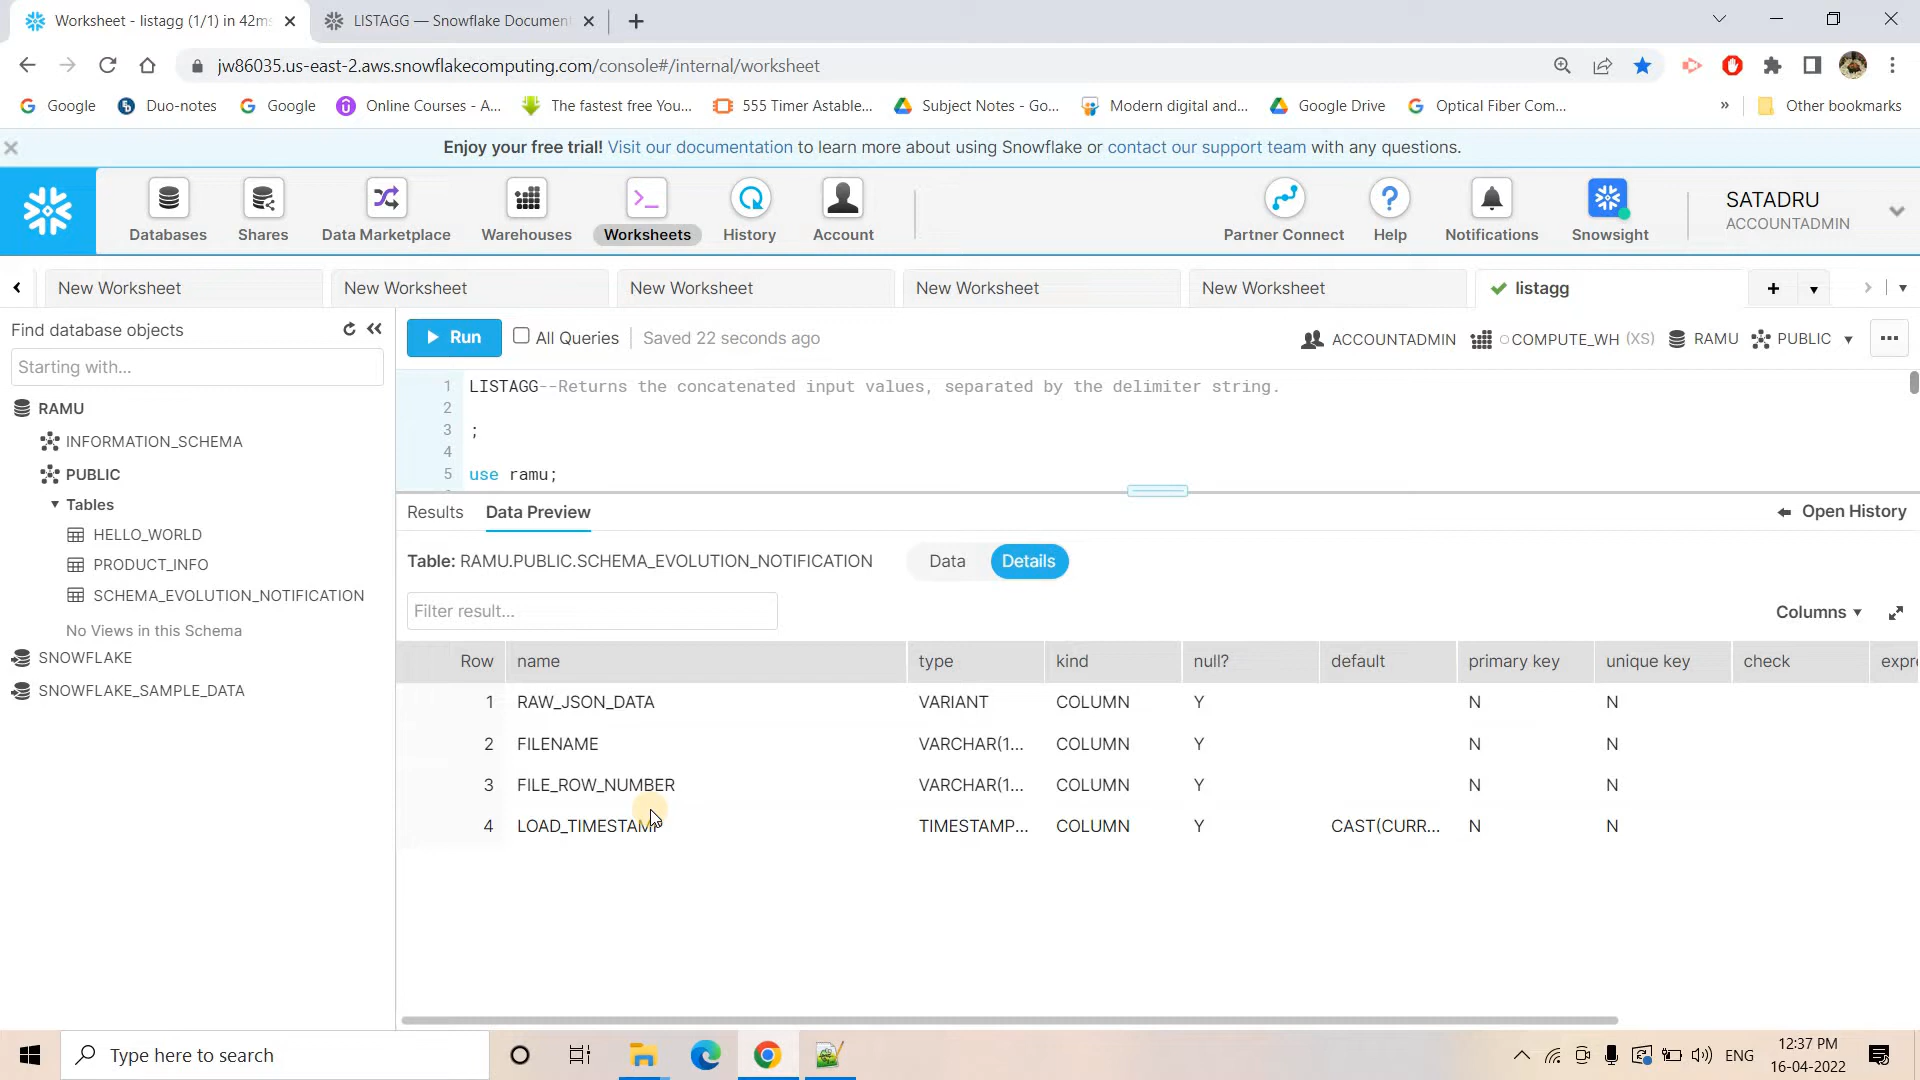 Worksheet - listagg (1/1) in 42ms
LISTAGG — Snowflake Document
jw86035.us-east-2.aws.snowflakecomputing.com/console#/internal/worksheet
Google
Duo-notes
Google
Online Courses - A...
The fastest free You...
555 Timer Astable...
Subject Notes - Go...
Modern digital and...
Google Drive
Optical Fiber Com...
»
Other bookmarks
Enjoy your free trial! Visit our documentation to learn more about using Snowflake or contact our support team with any questions.
Databases
Shares
Data Marketplace
Warehouses
Worksheets
History
Account
Partner Connect
Help
Notifications
Snowsight
SATADRU
ACCOUNTADMIN
New Worksheet
New Worksheet
New Worksheet
New Worksheet
New Worksheet
listagg
Find database objects
Starting with...
RAMU
INFORMATION_SCHEMA
PUBLIC
Tables
HELLO_WORLD
PRODUCT_INFO
SCHEMA_EVOLUTION_NOTIFICATION
No Views in this Schema
SNOWFLAKE
SNOWFLAKE_SAMPLE_DATA
Run
All Queries
Saved 22 seconds ago
ACCOUNTADMIN
COMPUTE_WH (XS)
RAMU
PUBLIC
1 LISTAGG--Returns the concatenated input values, separated by the delimiter string.
2
3 ;
4
5 use ramu;
Results
Data Preview
Open History
Table: RAMU.PUBLIC.SCHEMA_EVOLUTION_NOTIFICATION
Data
Details
Filter result...
Columns
Row name type kind null? default primary key unique key check expr
1 RAW_JSON_DATA VARIANT COLUMN Y N N
2 FILENAME VARCHAR(1... COLUMN Y N N
3 FILE_ROW_NUMBER VARCHAR(1... COLUMN Y N N
4 LOAD_TIMESTAMP TIMESTAMP... COLUMN Y CAST(CURR... N N
Type here to search
ENG
12:37 PM
16-04-2022